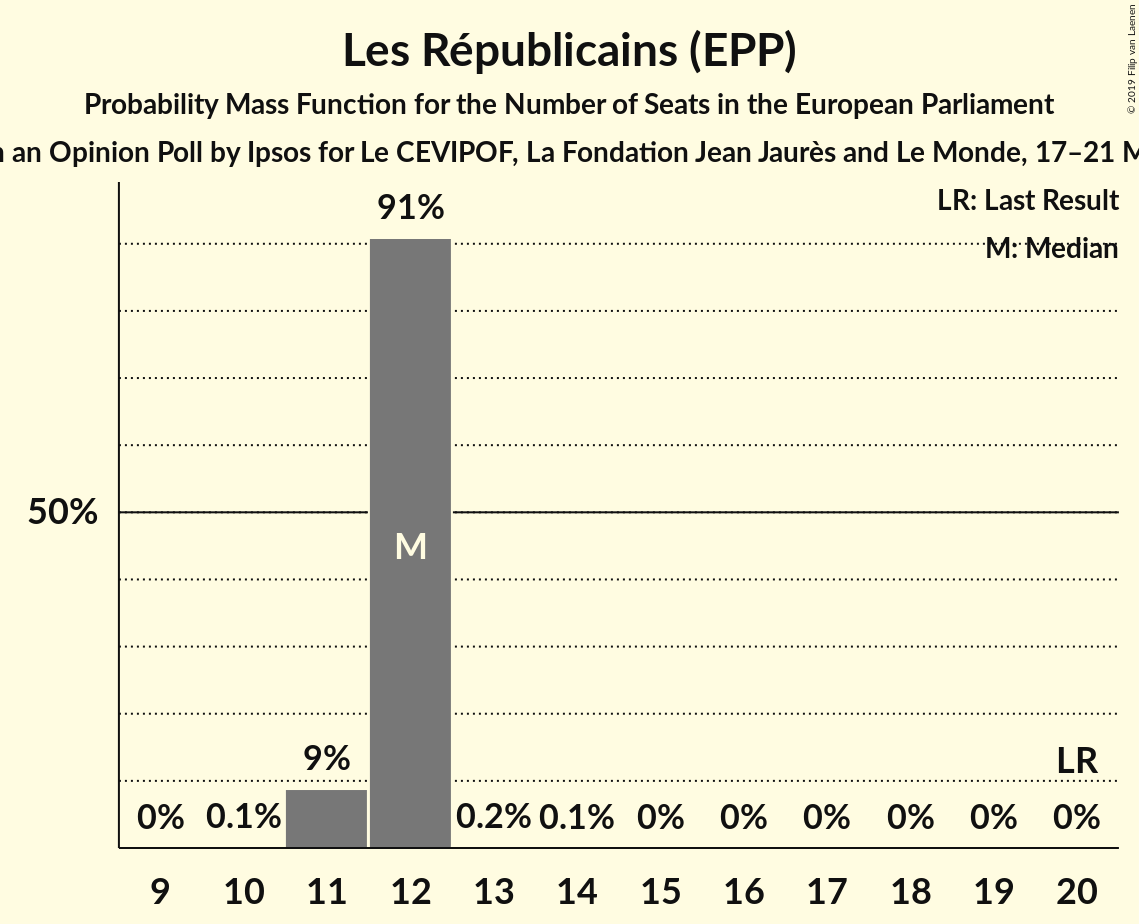 Les Républicains (EPP)
© 2019 Filip van Laenen
Probability Mass Function for the Number of Seats in the European Parliament
an Opinion Poll by Ipsos for Le CEVIPOF, La Fondation Jean Jaurès and Le Monde, 17–21
LR: Last Result
M: Median
91%
50%
M
9%
LR
0% 0.1% 0.2% 0.1% 0% 0% 0% 0% 0% 0%
9 10 11 12 13 14 15 16 17 18 19 20